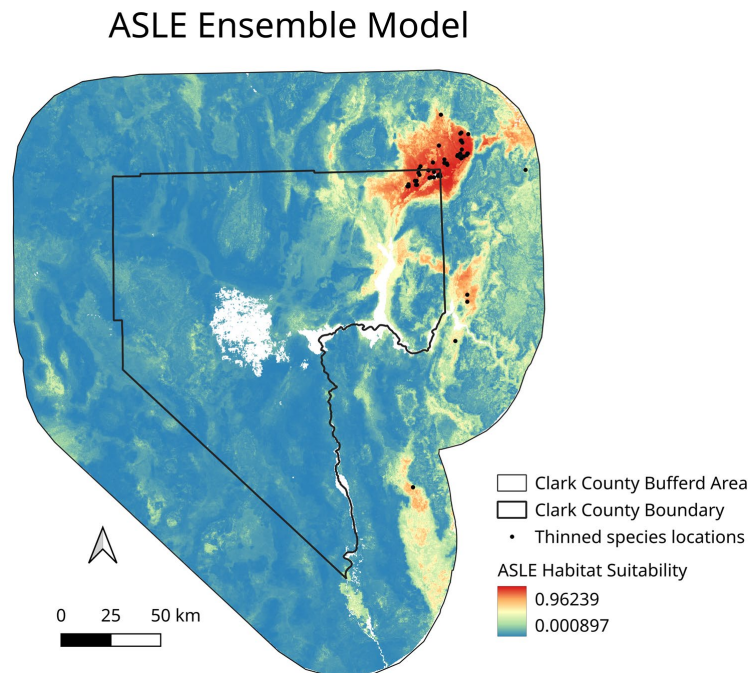 ASLE Ensemble Model
Clark County Bufferd Area
Clark County Boundary
Thinned species locations
ASLE Habitat Suitability
0.96239
0.000897
0 25 50 km